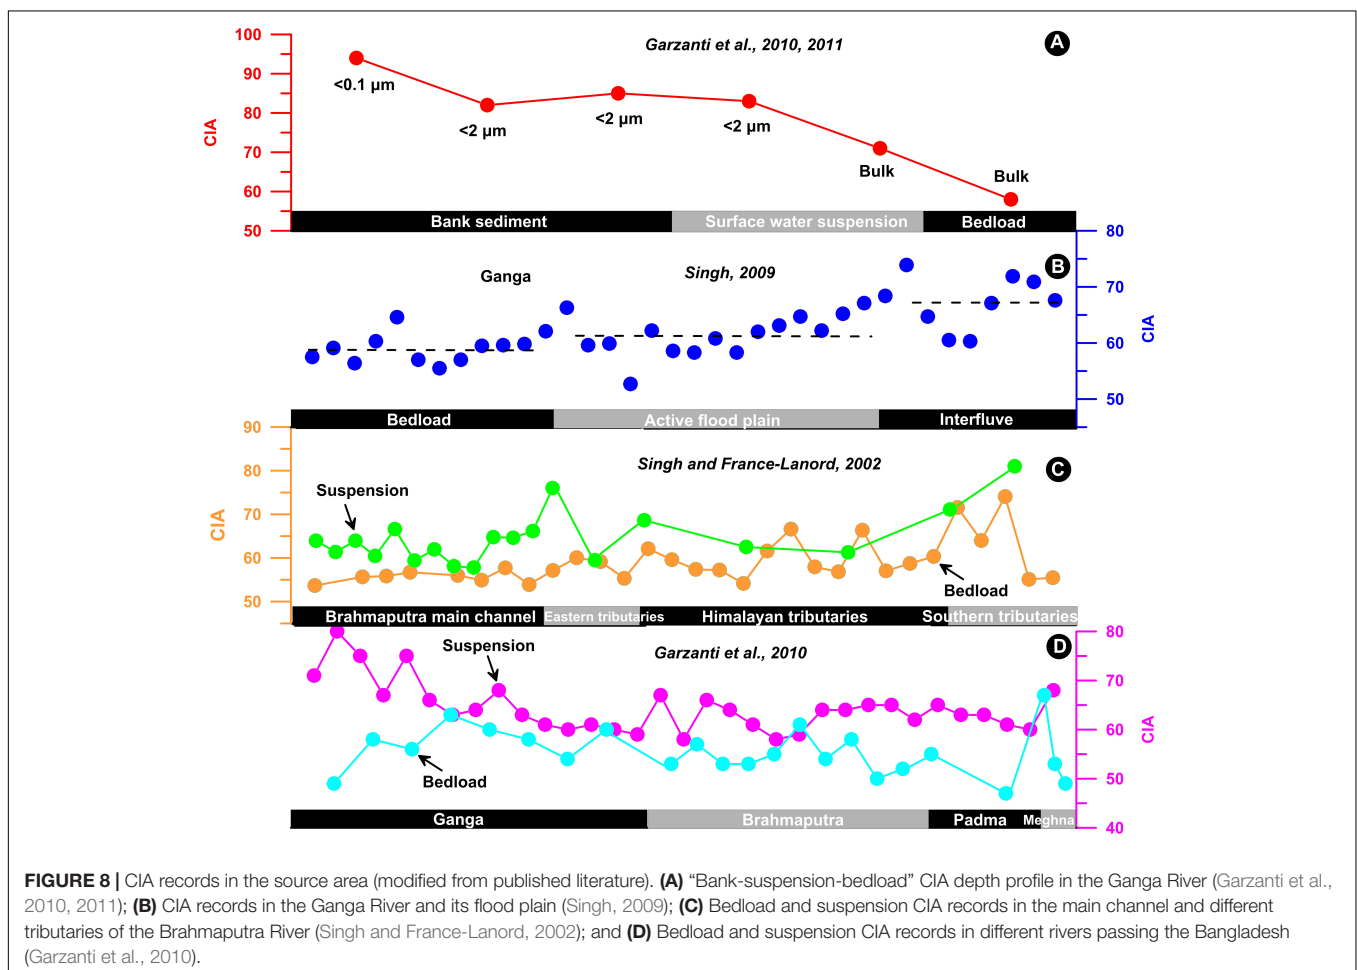 100
90
80
70
60
50
CIA
Garzanti et al., 2010, 2011
A
<0.1 µm
<2 µm
<2 µm
<2 µm
Bulk
Bulk
Bank sediment
Surface water suspension
Bedload
80
70
60
50
CIA
Ganga
Singh, 2009
B
Bedload
Active flood plain
Interfluve
90
80
70
60
50
CIA
Singh and France-Lanord, 2002
C
Suspension
Bedload
Brahmaputra main channel
Eastern tributaries
Himalayan tributaries
Southern tributaries
80
70
60
50
40
CIA
Suspension
Garzanti et al., 2010
D
Bedload
Ganga
Brahmaputra
Padma
Meghna
FIGURE 8 | CIA records in the source area (modified from published literature). (A) “Bank-suspension-bedload” CIA depth profile in the Ganga River (Garzanti et al.,
2010, 2011); (B) CIA records in the Ganga River and its flood plain (Singh, 2009); (C) Bedload and suspension CIA records in the main channel and different
tributaries of the Brahmaputra River (Singh and France-Lanord, 2002); and (D) Bedload and suspension CIA records in different rivers passing the Bangladesh
(Garzanti et al., 2010).